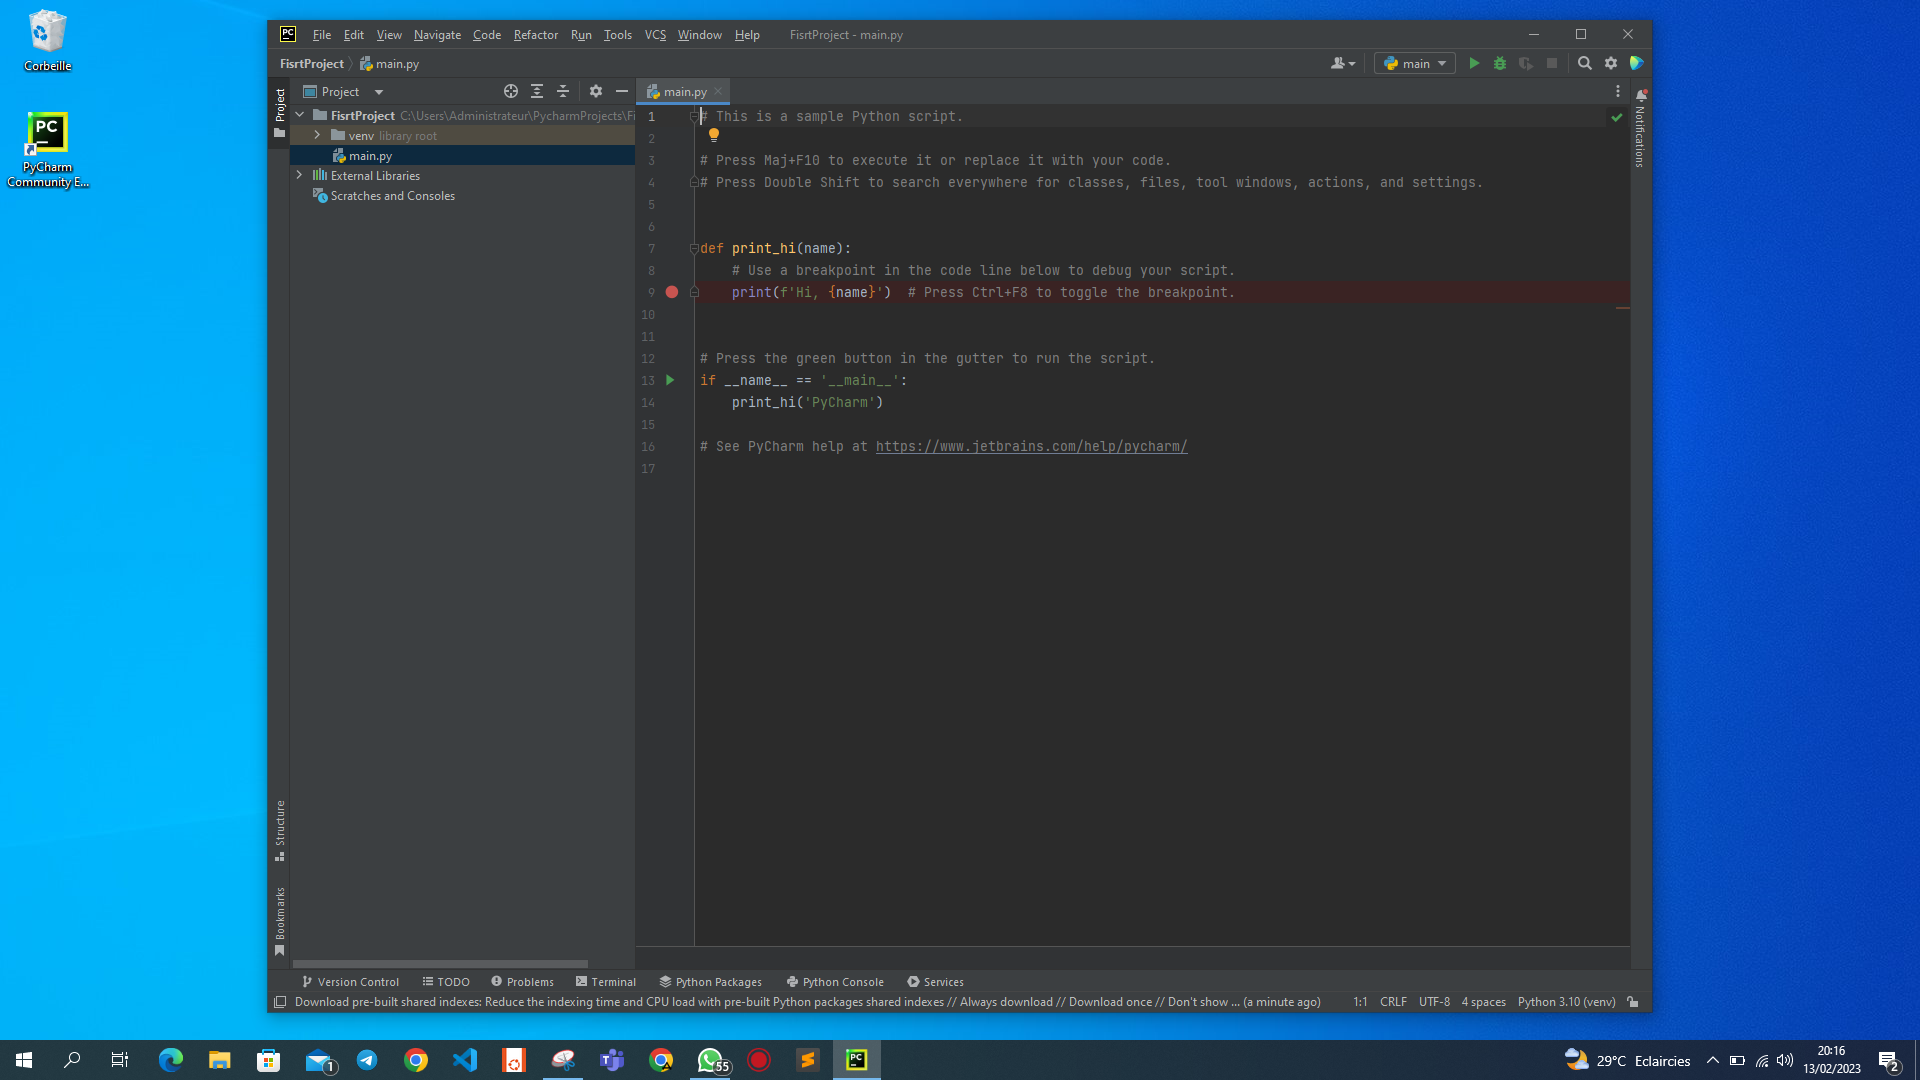 Corbeille
PC
PyCharm
Community E...
PC
File Edit View Navigate Code Refactor Run Tools VCS Window Help FisrtProject - main.py
FisrtProject main.py
main
Project
Project
main.py
FisrtProject C:\Users\Administrateur\PycharmProjects\Fi
venv library root
main.py
External Libraries
Scratches and Consoles
1 # This is a sample Python script.
2
3 # Press Maj+F10 to execute it or replace it with your code.
4 # Press Double Shift to search everywhere for classes, files, tool windows, actions, and settings.
5
6
7 def print_hi(name):
8 # Use a breakpoint in the code line below to debug your script.
9 print(f'Hi, {name}') # Press Ctrl+F8 to toggle the breakpoint.
10
11
12 # Press the green button in the gutter to run the script.
13 if __name__ == '__main__':
14 print_hi('PyCharm')
15
16 # See PyCharm help at https://www.jetbrains.com/help/pycharm/
17
Notifications
Structure
Bookmarks
Version Control TODO Problems Terminal Python Packages Python Console Services
Download pre-built shared indexes: Reduce the indexing time and CPU load with pre-built Python packages shared indexes // Always download // Download once // Don't show ... (a minute ago) 1:1 CRLF UTF-8 4 spaces Python 3.10 (venv)
1
55
PC
29°C Eclaircies
20:16
13/02/2023
2